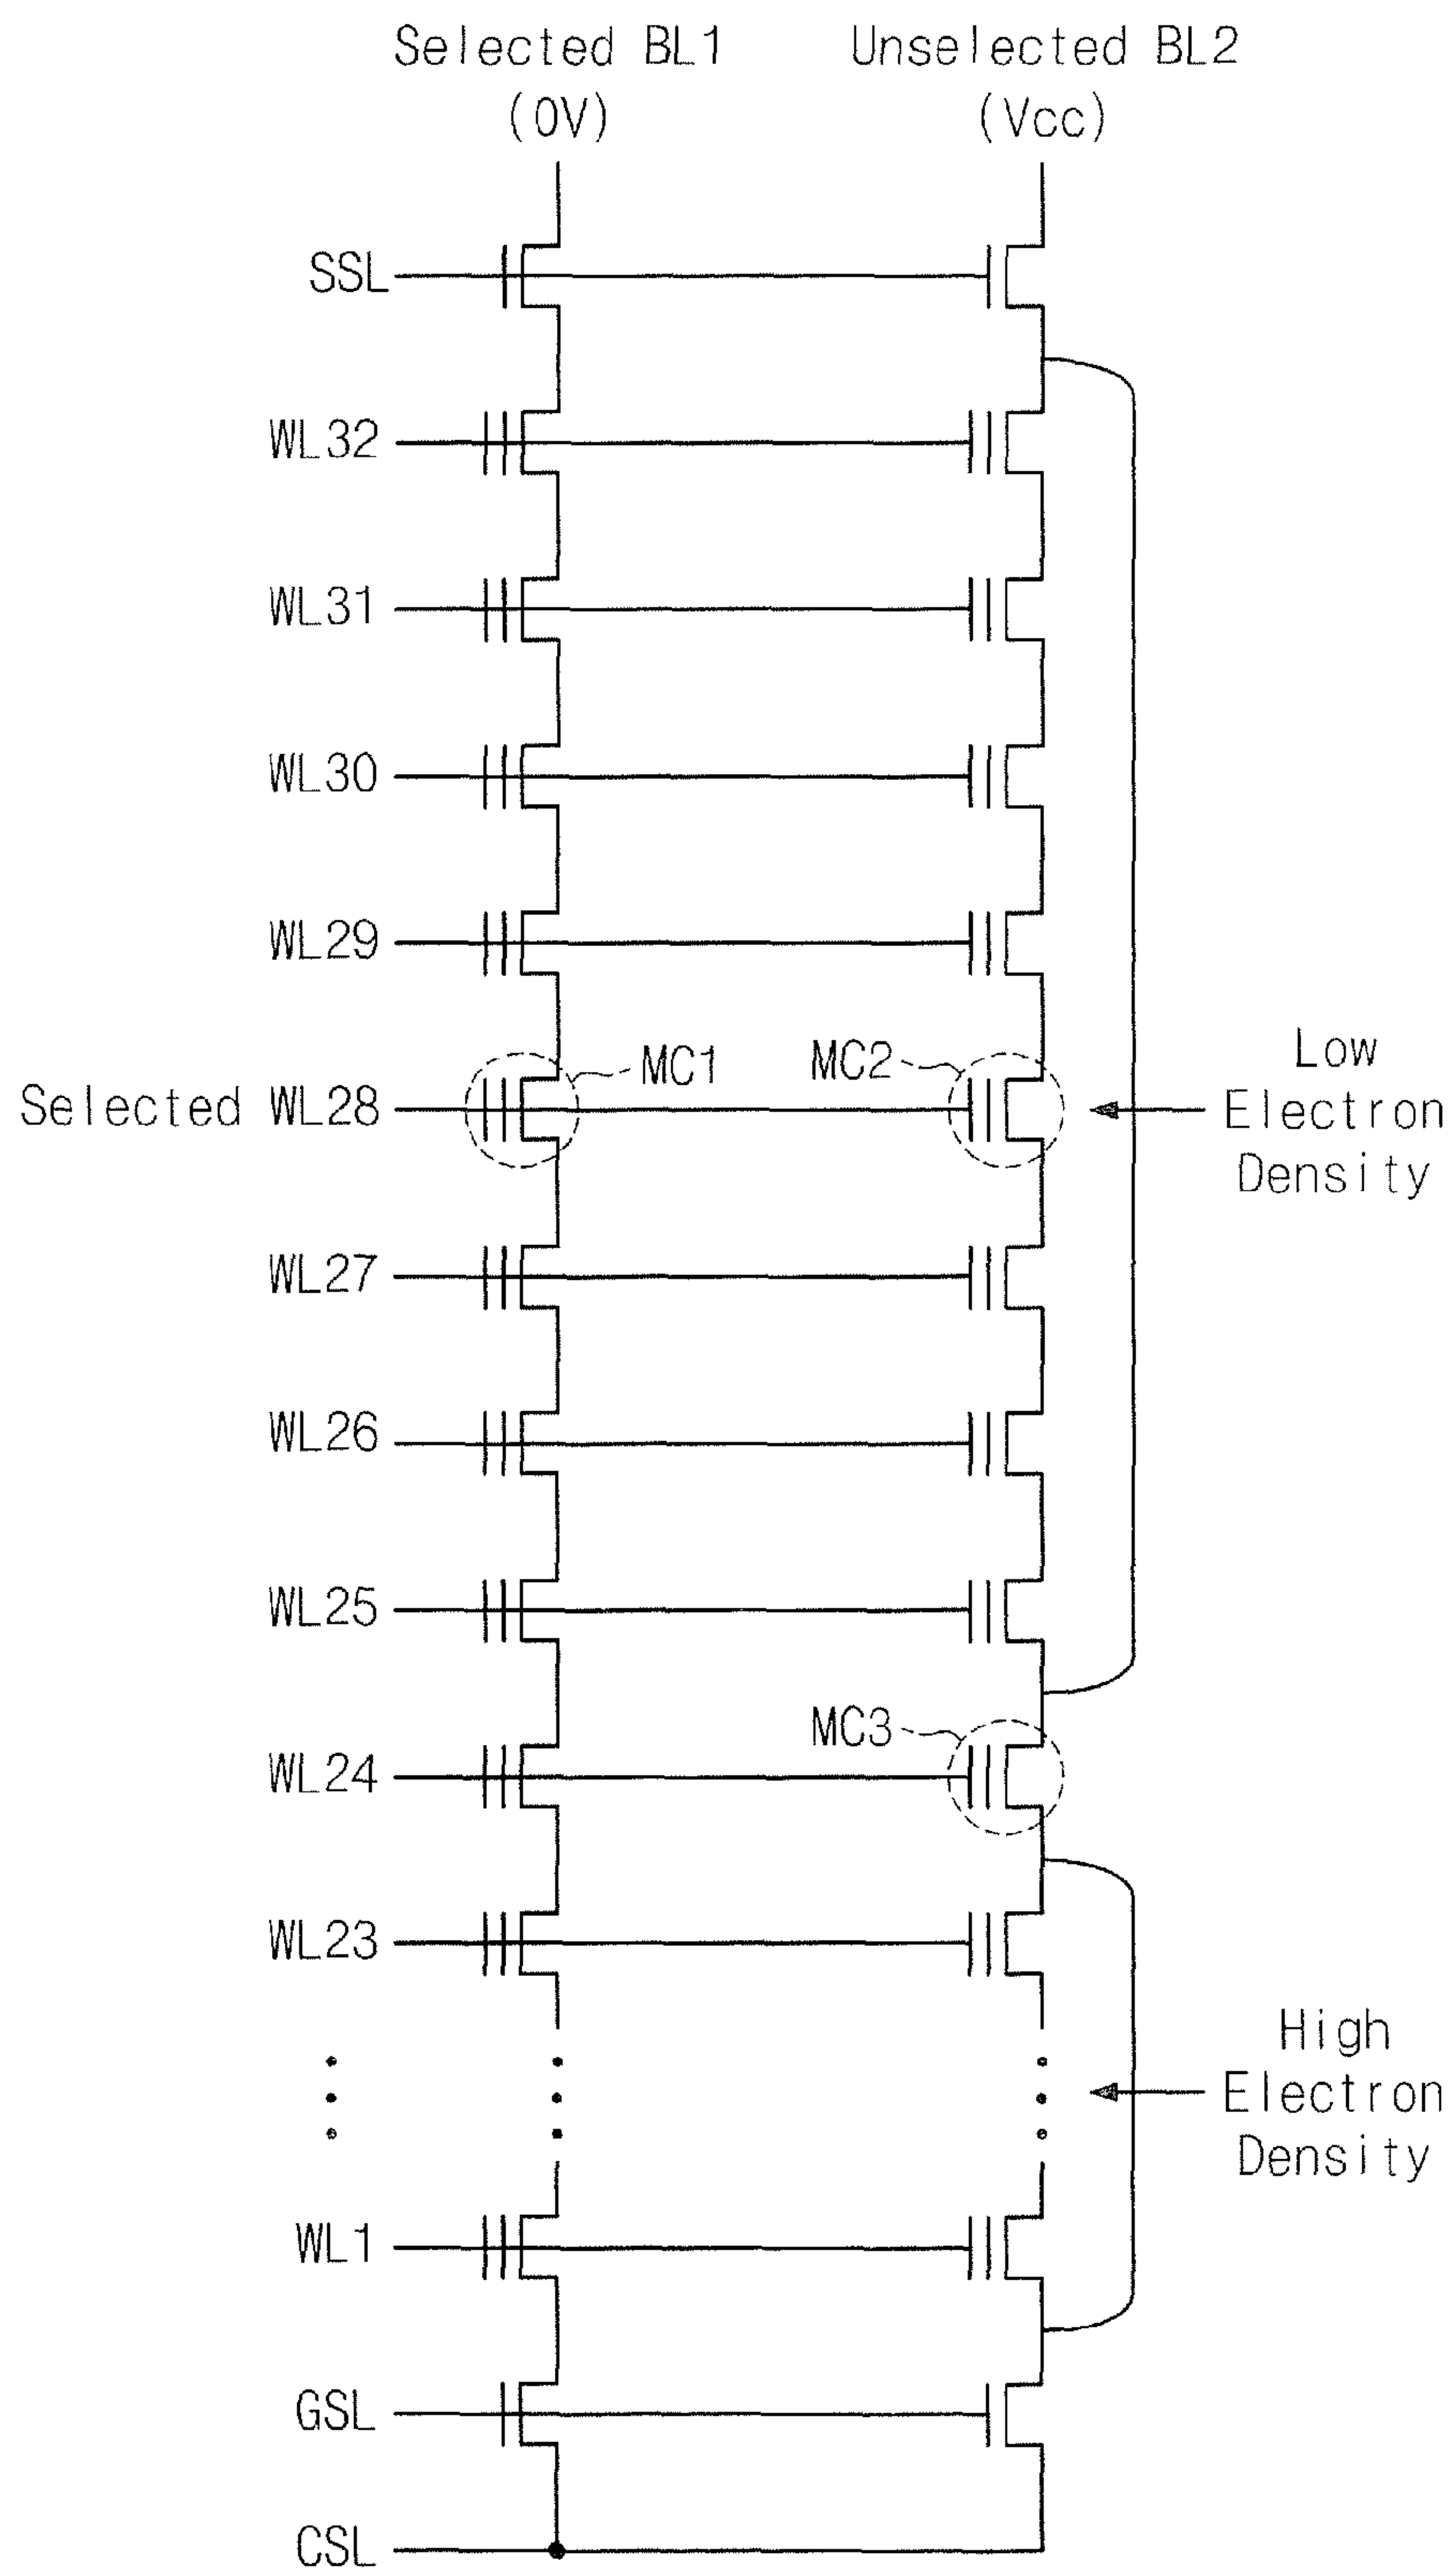 Selected BL1
(0V)
Unselected BL2
(Vcc)
SSL
WL32
WL31
WL30
WL29
MC1
MC2
Selected WL28
Low
Electron
Density
WL27
WL26
WL25
MC3
WL24
WL23
High
Electron
Density
WL1
GSL
CSL